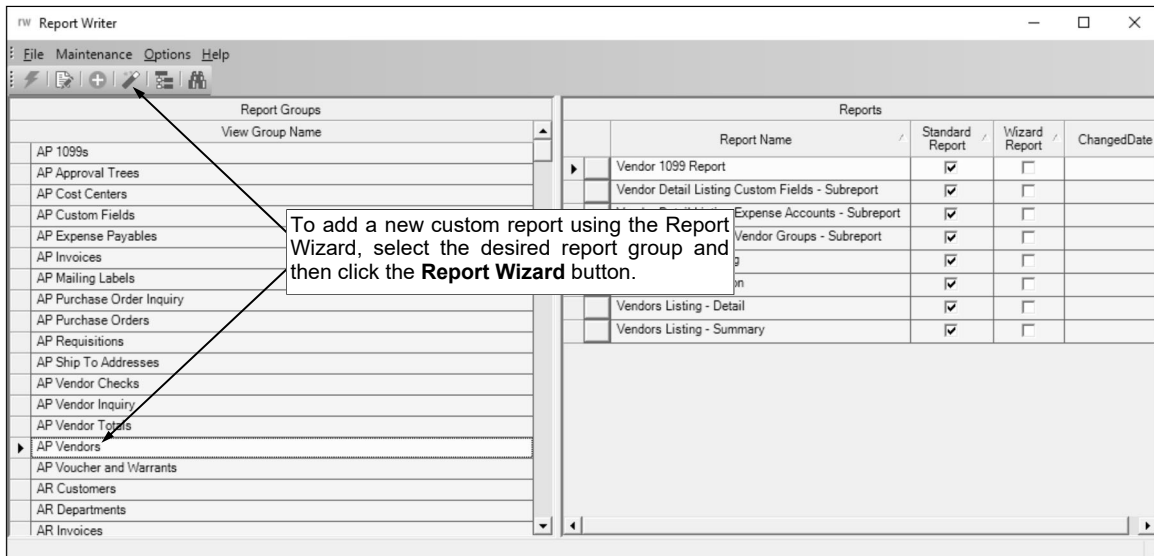 rw Report Writer
File Maintenance Options Help
Report Groups
View Group Name
AP 1099s
AP Approval Trees
AP Cost Centers
AP Custom Fields
AP Expense Payables
AP Invoices
AP Mailing Labels
AP Purchase Order Inquiry
AP Purchase Orders
AP Requisitions
AP Ship To Addresses
AP Vendor Checks
AP Vendor Inquiry
AP Vendor Totals
AP Vendors
AP Voucher and Warrants
AR Customers
AR Departments
AR Invoices
To add a new custom report using the Report
Wizard, select the desired report group and
then click the Report Wizard button.
Reports
Report Name Standard Report Wizard Report ChangedDate
Vendor 1099 Report
Vendor Detail Listing Custom Fields - Subreport
Expense Accounts - Subreport
Vendor Groups - Subreport
Vendors Listing - Detail
Vendors Listing - Summary